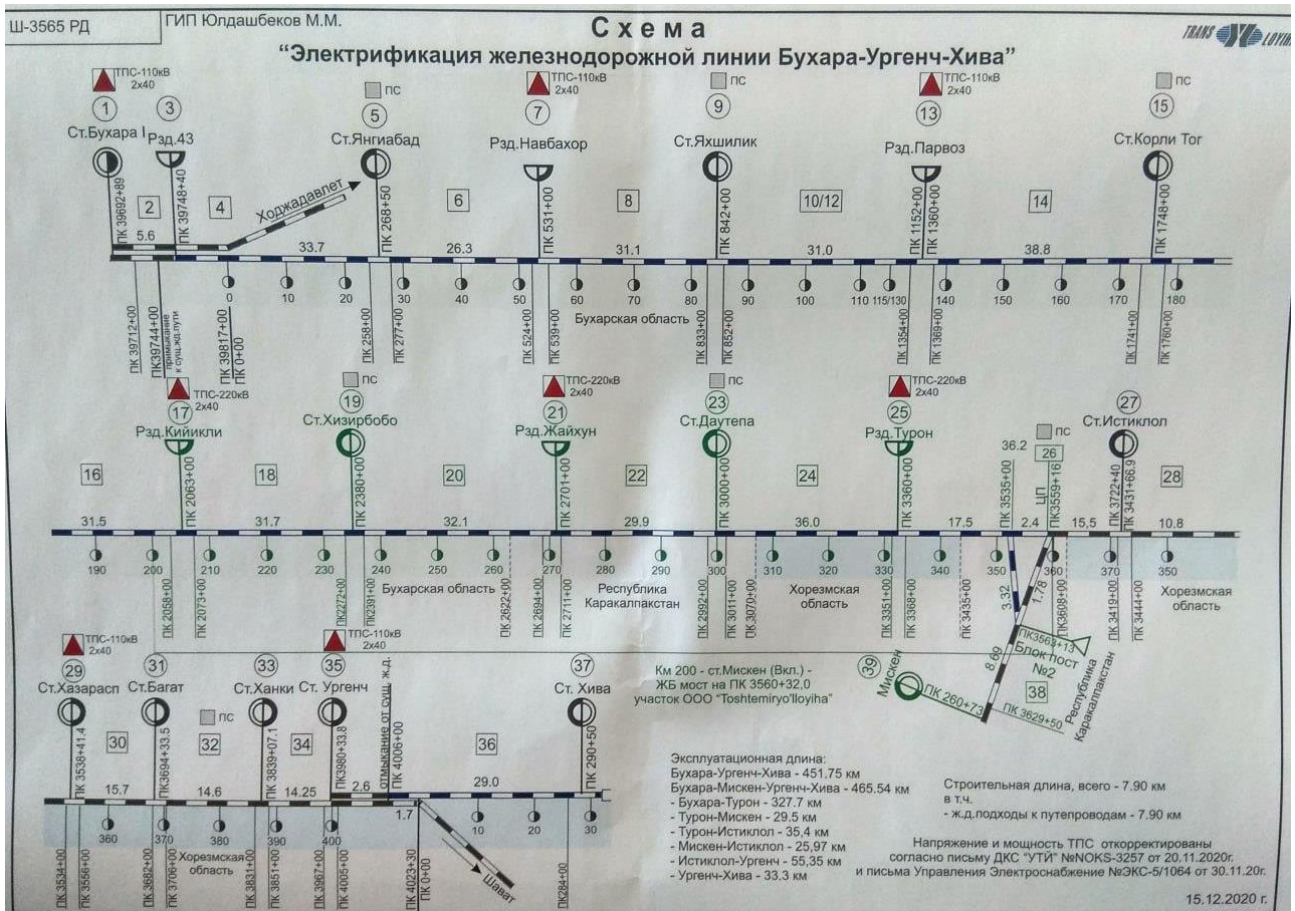 Ш-3565 РД
ГИП Юлдашбеков М.М.
Схема
“Электрификация железнодорожной линии Бухара-Ургенч-Хива”
TRANS YL LOYIHA
ТПС-110кВ
2х40
ПС
ТПС-110кВ
2х40
ПС
ТПС-110кВ
2х40
ПС
1 3 5 7 9 13 15
Ст.Бухара I
Рзд.43
Ст.Янгиабад
Рзд.Навбахор
Ст.Яхшилик
Рзд.Парвоз
Ст.Корли Тог
ПК 39692+89
ПК 39748+40
ПК 268+50
ПК 531+00
ПК 842+00
ПК 1152+00
ПК 1360+00
ПК 1748+00
2 4 6 8 10/12 14
Ходжадавлет
5.6 33.7 26.3 31.1 31.0 38.8
0 10 20 30 40 50 60 70 80 90 100 110 115/130 140 150 160 170 180
Бухарская область
ПК 39712+00
ПК39744+00
примыкание
к сущ.жд.пути
ПК 39817+00
ПК 0+00
ПК 258+00
ПК 277+00
ПК 524+00
ПК 539+00
ПК 833+00
ПК 852+00
ПК 1354+00
ПК 1369+00
ПК 1741+00
ПК 1760+00
ТПС-220кВ
2х40
ПС
ТПС-220кВ
2х40
ПС
ТПС-220кВ
2х40
ПС
17 19 21 23 25 27
Рзд.Кийикли
Ст.Хизирбобо
Рзд.Жайхун
Ст.Даутепа
Рзд.Турон
Ст.Истиклол
36.2
26
16 18 20 22 24 28
ПК 2063+00
ПК 2380+00
ПК 2701+00
ПК 3000+00
ПК 3360+00
ПК 3535+00
ЦП
ПК3559+16
ПК 3722+40
ПК 3431+66.9
31.5 31.7 32.1 29.9 36.0 17.5 2.4 15,5 10.8
190 200 210 220 230 240 250 260 270 280 290 300 310 320 330 340 350 360 370 350
Бухарская область
Республика
Каракалпакстан
Хорезмская
область
Хорезмская
область
ПК 2058+00
ПК 2073+00
ПК2272+00
ПК2391+00
ПК 2622+00
ПК 2694+00
ПК 2711+00
ПК 2992+00
ПК 3011+00
ПК 3070+00
ПК 3351+00
ПК 3368+00
ПК 3435+00
ПК3608+00
ПК 3419+00
ПК 3444+00
3.32
1.78
8.69
ПК3563+13
Блок пост
№2
38
39
Мискен
ПК 260+73
ПК 3629+50
Республика
Каракалпакстан
Км 200 - ст.Мискен (Вкл.) -
ЖБ мост на ПК 3560+32,0
участок ООО “Toshtemiryo'lloyiha”
ТПС-110кВ
2х40
ПС
ТПС-110кВ
2х40
29 31 33 35 37
Ст.Хазарасп
Ст.Багат
Ст.Ханки
Ст. Ургенч
Ст. Хива
30 32 34 36
ПК 3538+41.4
ПК3694+33.5
ПК 3839+07.1
ПК3980+33.8
отмыкание от сущ. ж.д.
ПК 4006+00
ПК 290+50
15.7 14.6 14.25 2.6 1.7 29.0
360 370 380 390 400 10 20 30
Хорезмская
область
Шават
ПК 3534+00
ПК 3556+00
ПК 3682+00
ПК 3706+00
ПК 3831+00
ПК 3851+00
ПК 3967+00
ПК 4005+00
ПК 4023+30
ПК 0+00
ПК284+00
Эксплуатационная длина:
Бухара-Ургенч-Хива - 451,75 км
Бухара-Мискен-Ургенч-Хива - 465.54 км
- Бухара-Турон - 327.7 км
- Турон-Мискен - 29.5 км
- Турон-Истиклол - 35,4 км
- Мискен-Истиклол - 25,97 км
- Истиклол-Ургенч - 55,35 км
- Ургенч-Хива - 33.3 км
Строительная длина, всего - 7.90 км
в т.ч.
- ж.д.подходы к путепроводам - 7.90 км
Напряжение и мощность ТПС откорректированы
согласно письму ДКС “УТЙ” №NOKS-3257 от 20.11.2020г.
и письма Управления Электроснабжение №ЭКС-5/1064 от 30.11.20г.
15.12.2020 г.